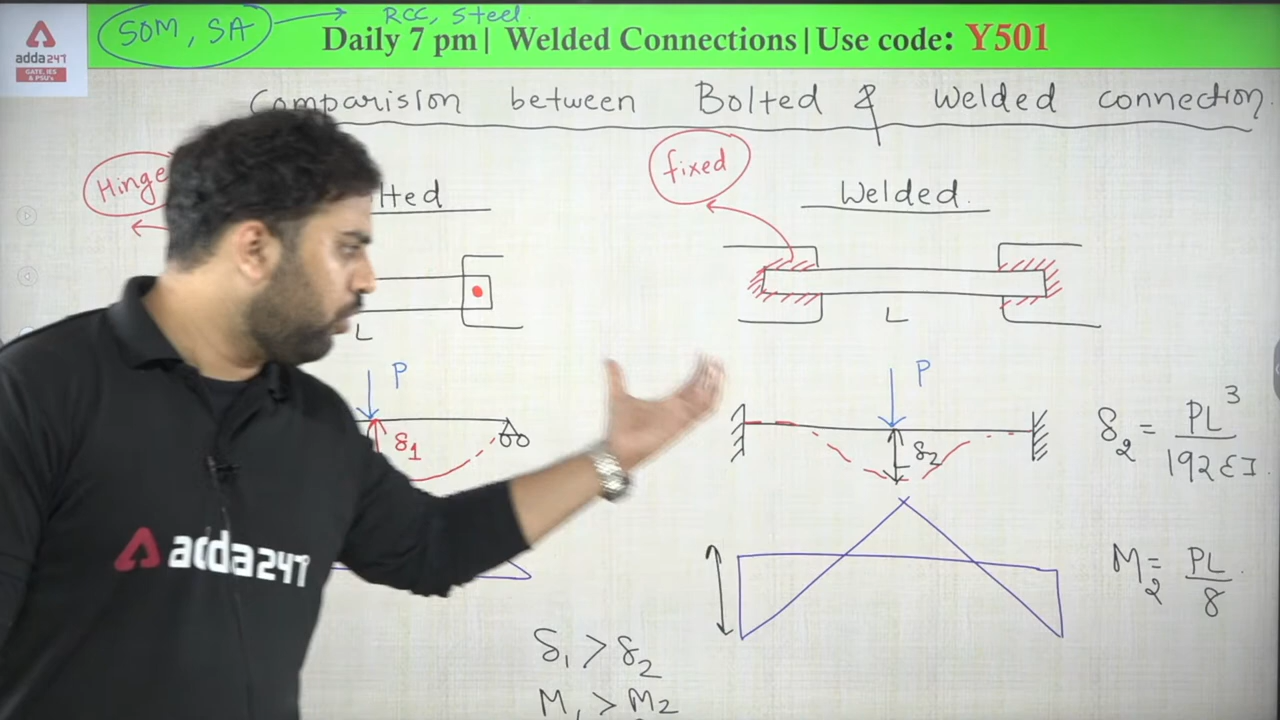 SOM, SA
RCC, Steel
adda247
GATE, IES
& PSU's
Daily 7 pm| Welded Connections|Use code: Y501
Comparision between Bolted & Welded connection
Hinge
lted
fixed
Welded
L
L
P
P
δ1
δ2
δ2 = PL³/192EI
M2 = PL/8
δ1 > δ2
M1 > M2
adda247